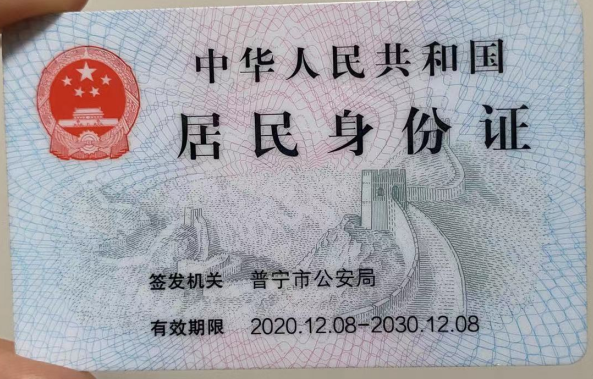 中华人民共和国
居民身份证
签发机关 普宁市公安局
有效期限 2020.12.08-2030.12.08